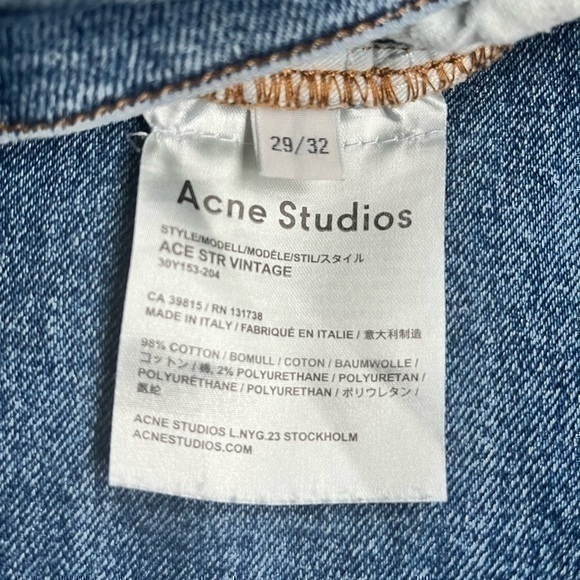 29/32
Acne Studios
STYLE/MODELL/MODÈLE/STIL/スタイル
ACE STR VINTAGE
30Y153-204
CA 39815 / RN 131738
MADE IN ITALY / FABRIQUÉ EN ITALIE / 意大利制造
98% COTTON / BOMULL / COTON / BAUMWOLLE /
コットン / 棉, 2% POLYURETHANE / POLYURETAN /
POLYURÉTHANE / POLYURETHAN / ポリウレタン /
氨纶
ACNE STUDIOS L.NYG.23 STOCKHOLM
ACNESTUDIOS.COM